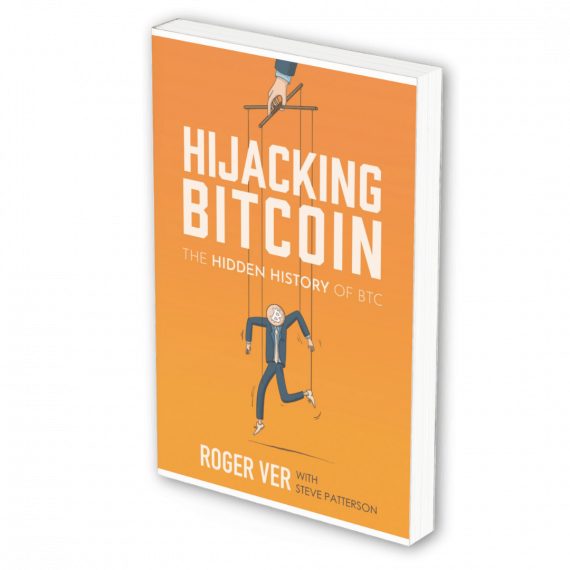 HIJACKING
BITCOIN
THE HIDDEN HISTORY OF BTC
ROGER VER WITH
STEVE PATTERSON